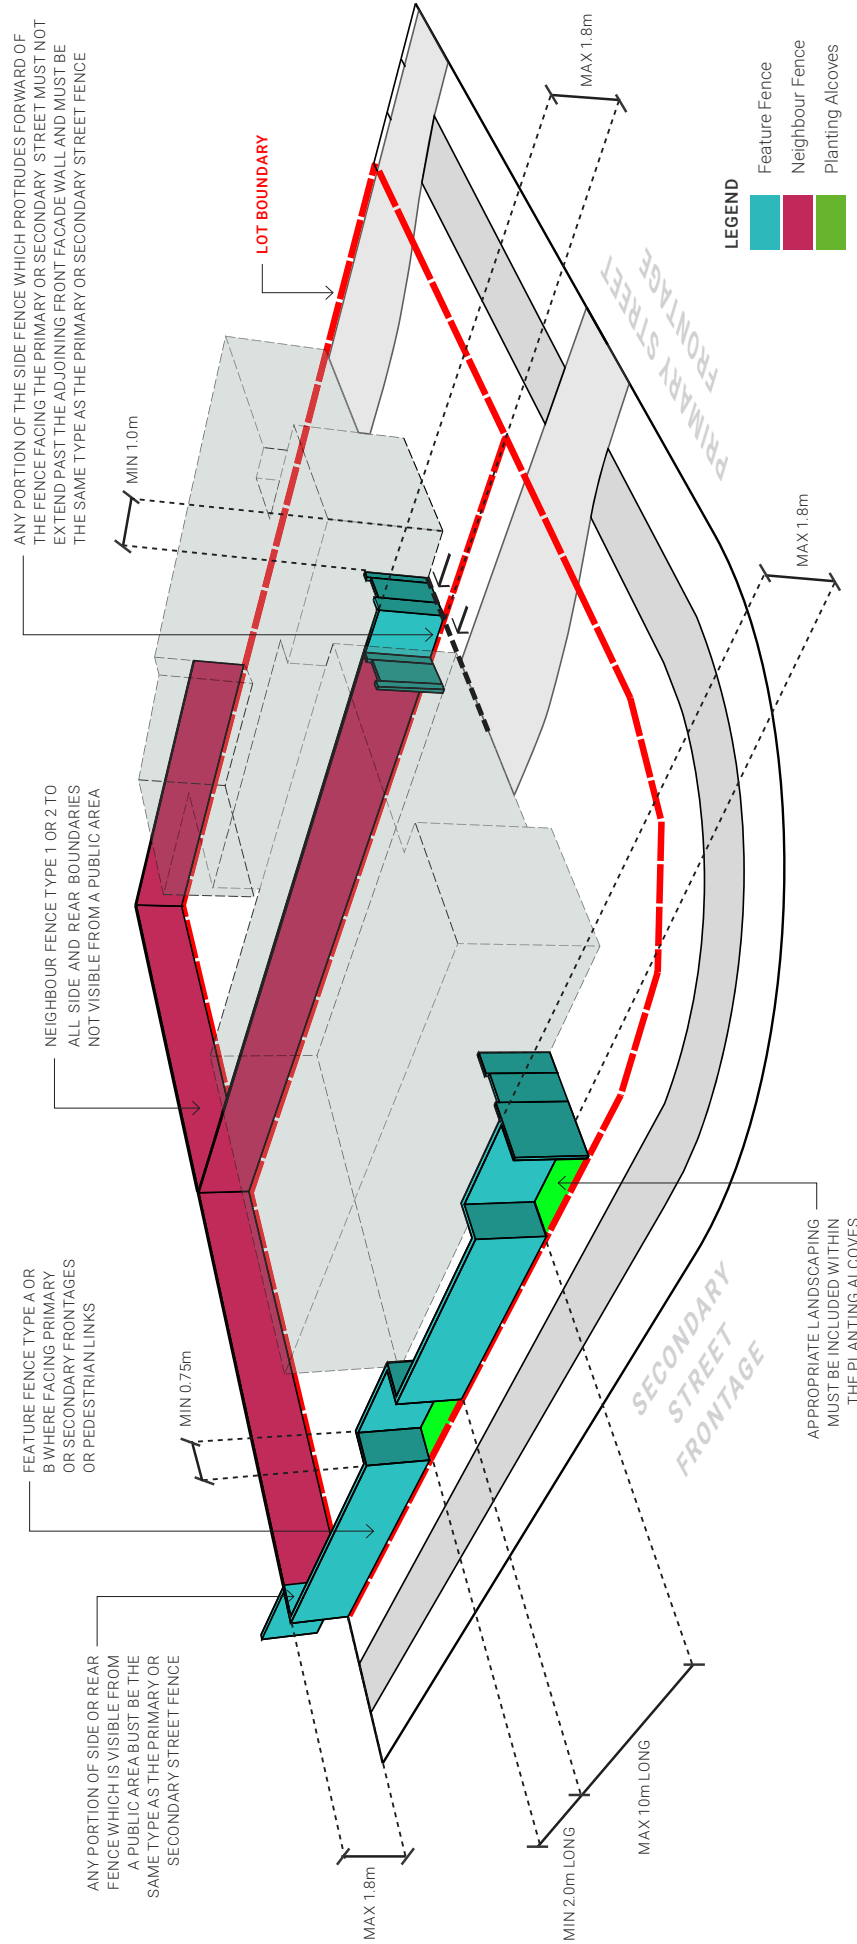 ANY PORTION OF SIDE OR REAR
FENCE WHICH IS VISIBLE FROM
A PUBLIC AREA BUST BE THE
SAME TYPE AS THE PRIMARY OR
SECONDARY STREET FENCE
FEATURE FENCE TYPE A OR
B WHERE FACING PRIMARY
OR SECONDARY FRONTAGES
OR PEDESTRIAN LINKS
MIN 0.75m
NEIGHBOUR FENCE TYPE 1 OR 2 TO
ALL SIDE AND REAR BOUNDARIES
NOT VISIBLE FROM A PUBLIC AREA
ANY PORTION OF THE SIDE FENCE WHICH PROTRUDES FORWARD OF
THE FENCE FACING THE PRIMARY OR SECONDARY STREET MUST NOT
EXTEND PAST THE ADJOINING FRONT FACADE WALL AND MUST BE
THE SAME TYPE AS THE PRIMARY OR SECONDARY STREET FENCE
MIN 1.0m
LOT BOUNDARY
MAX 1.8m
MAX 1.8m
MAX 1.8m
MIN 2.0m LONG
MAX 10m LONG
SECONDARY
STREET
FRONTAGE
PRIMARY STREET
FRONTAGE
APPROPRIATE LANDSCAPING
MUST BE INCLUDED WITHIN
THE PLANTING ALCOVES
LEGEND
Feature Fence
Neighbour Fence
Planting Alcoves